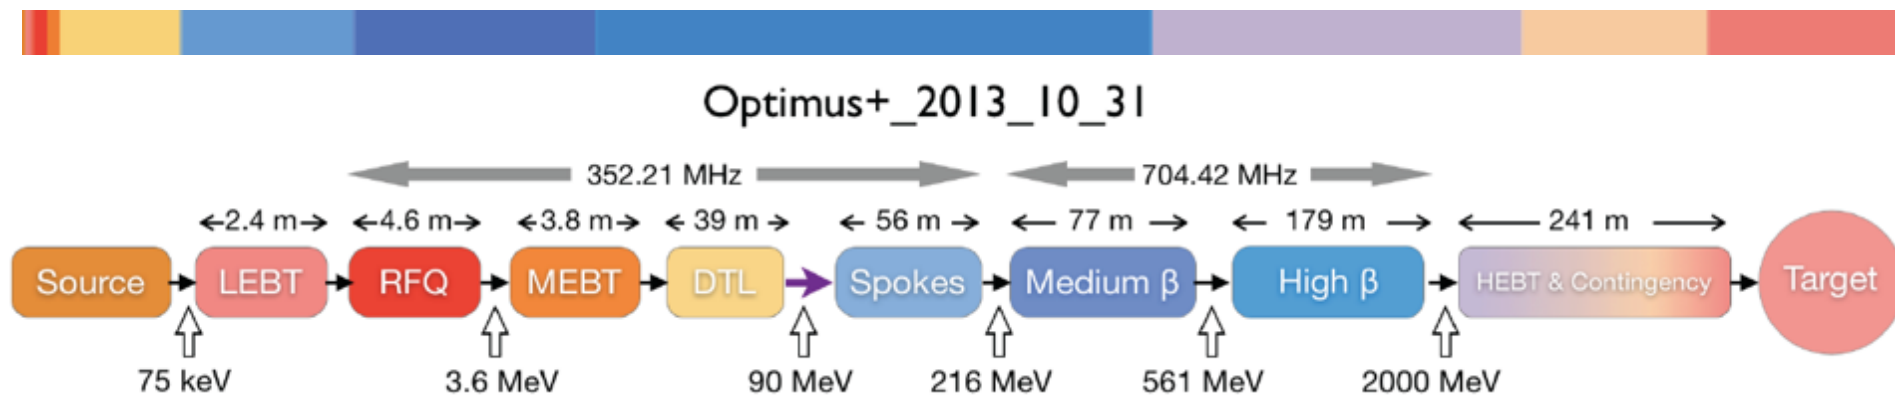 Optimus+_2013_10_31
352.21 MHz 704.42 MHz
2.4 m 4.6 m 3.8 m 39 m 56 m 77 m 179 m 241 m
Source LEBT RFQ MEBT DTL Spokes Medium β High β HEBT & Contingency Target
75 keV 3.6 MeV 90 MeV 216 MeV 561 MeV 2000 MeV